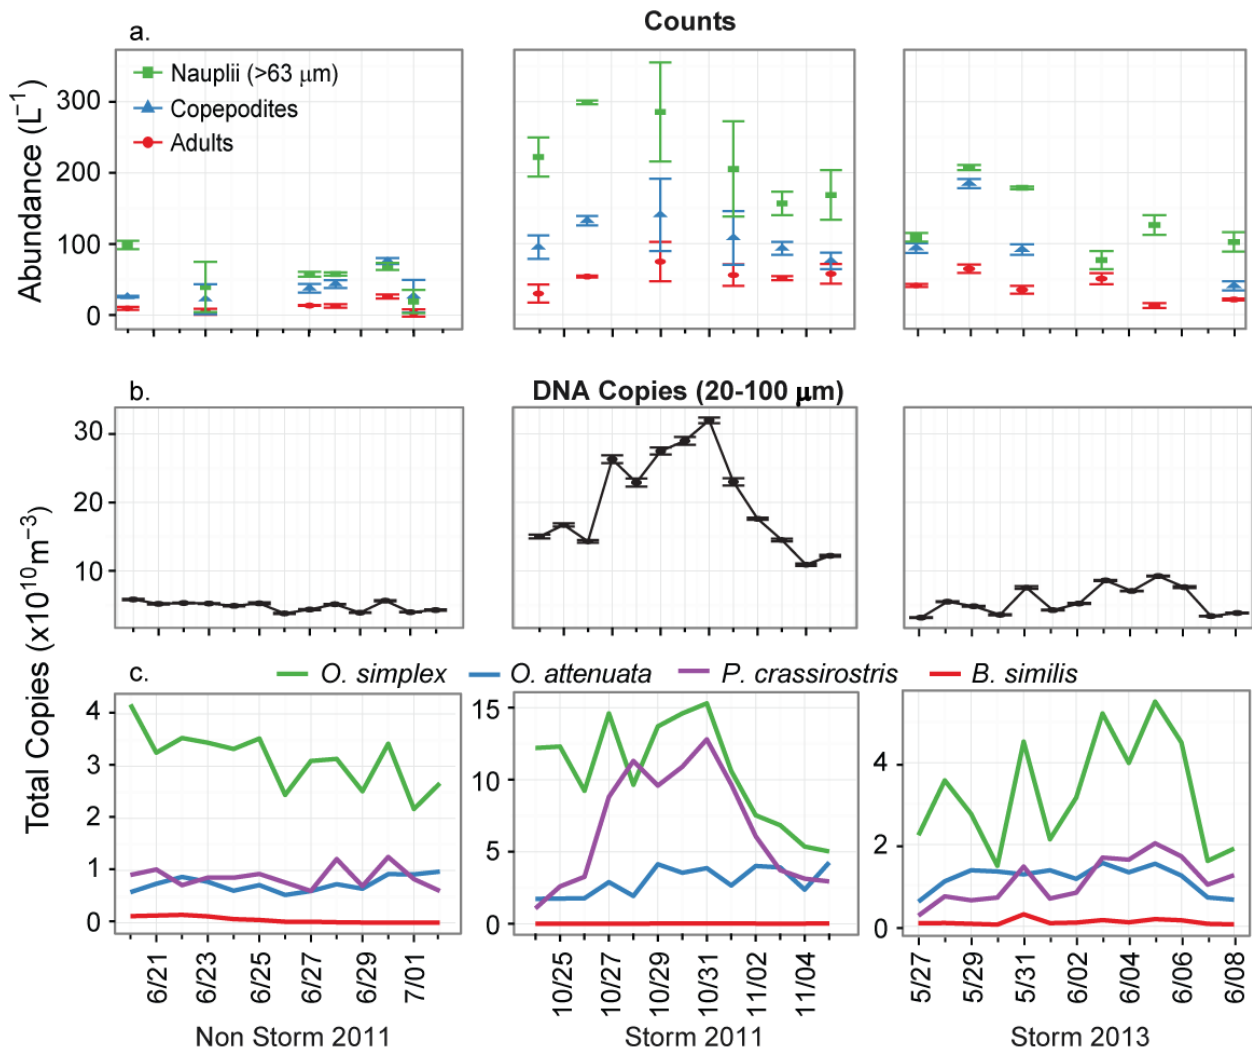 Counts
a.
Abundance (L⁻¹)
300
200
100
0
Nauplii (>63 μm)
Copepodites
Adults
b.
DNA Copies (20-100 μm)
Total Copies (x10¹⁰m⁻³)
30
20
10
c.
O. simplex
O. attenuata
P. crassirostris
B. similis
4
3
2
1
0
15
10
5
0
4
2
0
6/21
6/23
6/25
6/27
6/29
7/01
10/25
10/27
10/29
10/31
11/02
11/04
5/27
5/29
5/31
6/02
6/04
6/06
6/08
Non Storm 2011
Storm 2011
Storm 2013